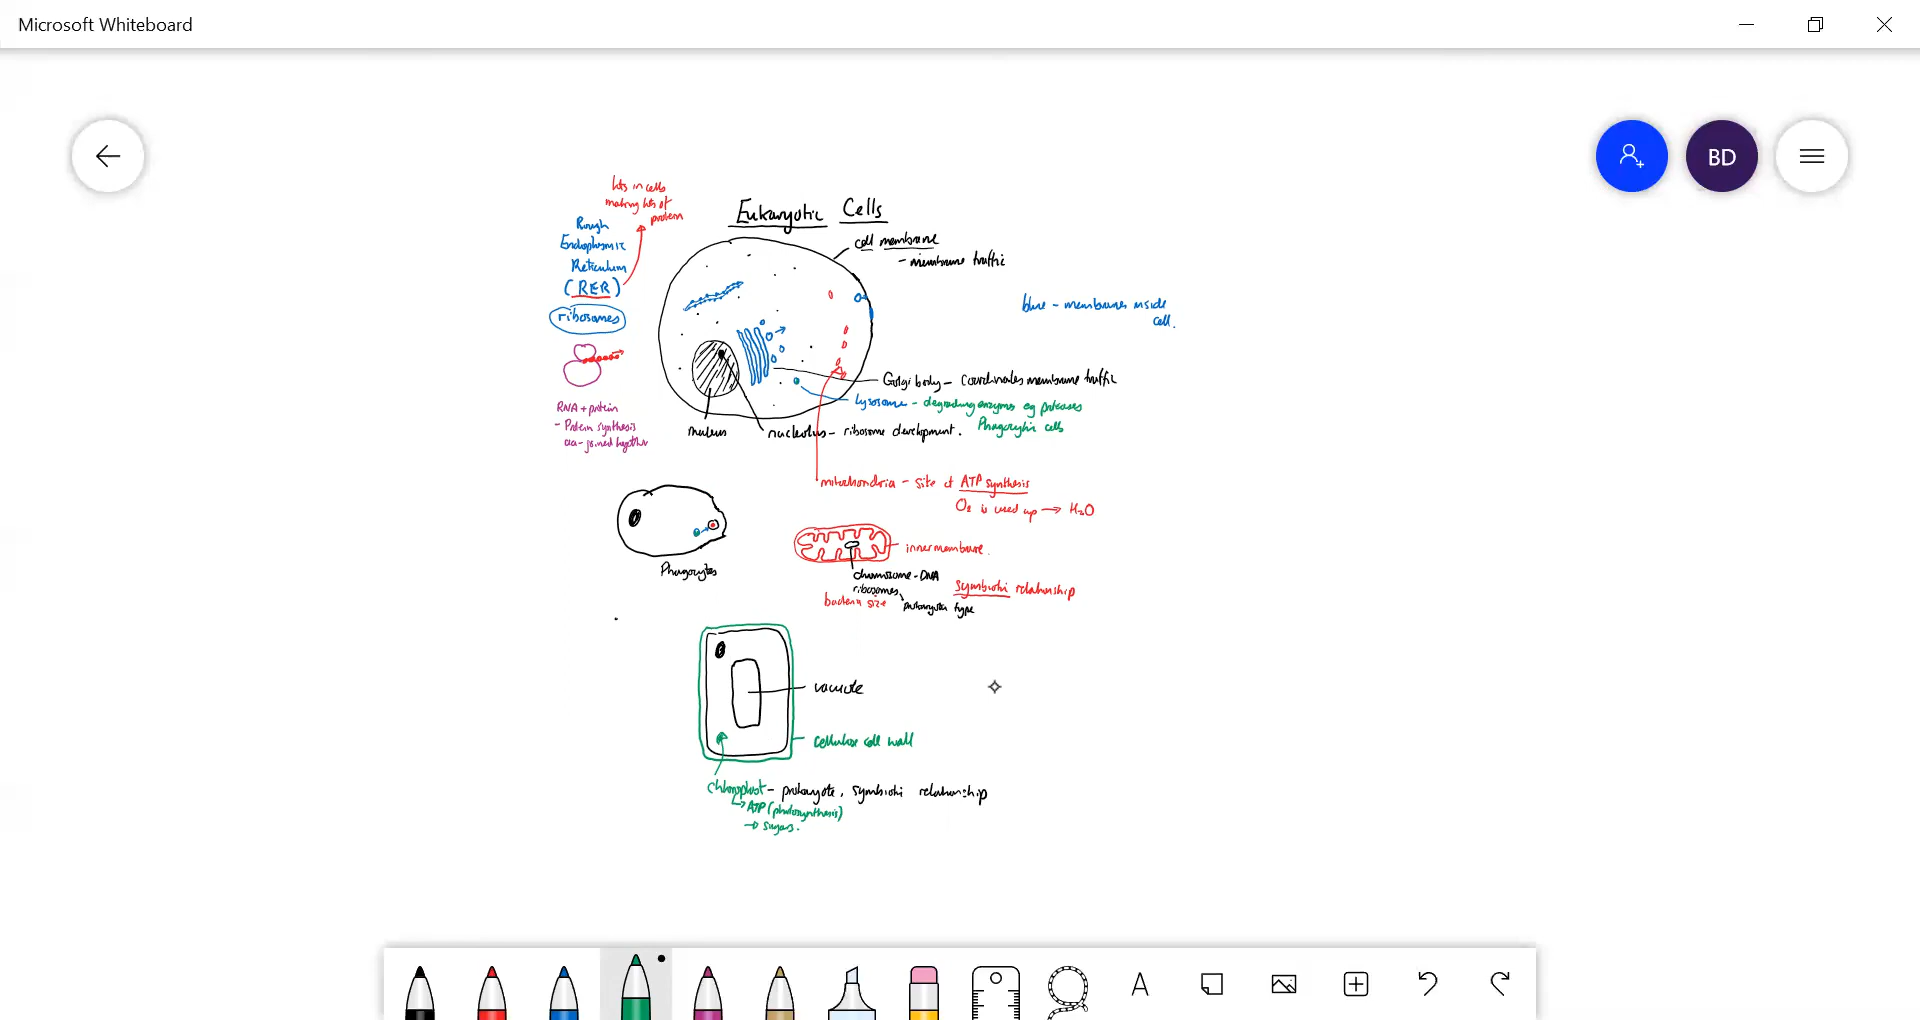 Microsoft Whiteboard
BD
lots in cells
making lots of
protein
Rough
Endoplasmic
Reticulum
(RER)
ribosomes
RNA + protein
- Protein synthesis
aa - joined together
Eukaryotic Cells
cell membrane
- membrane traffic
blue - membranes inside
cell.
Golgi body - coordinates membrane traffic
Lysosome - degrading enzymes eg proteases
Phagocytic cells
nucleus
nucleolus - ribosome development.
mitochondria - site of ATP synthesis
O2 is used up → H2O
Phagocytes
inner membrane.
chromosome - DNA
ribosomes
prokaryotic type
bacteria size
symbiotic relationship
vacuole
cellulose cell wall
chloroplast - prokaryote, symbiotic relationship
↳ ATP (photosynthesis)
→ sugars.
A